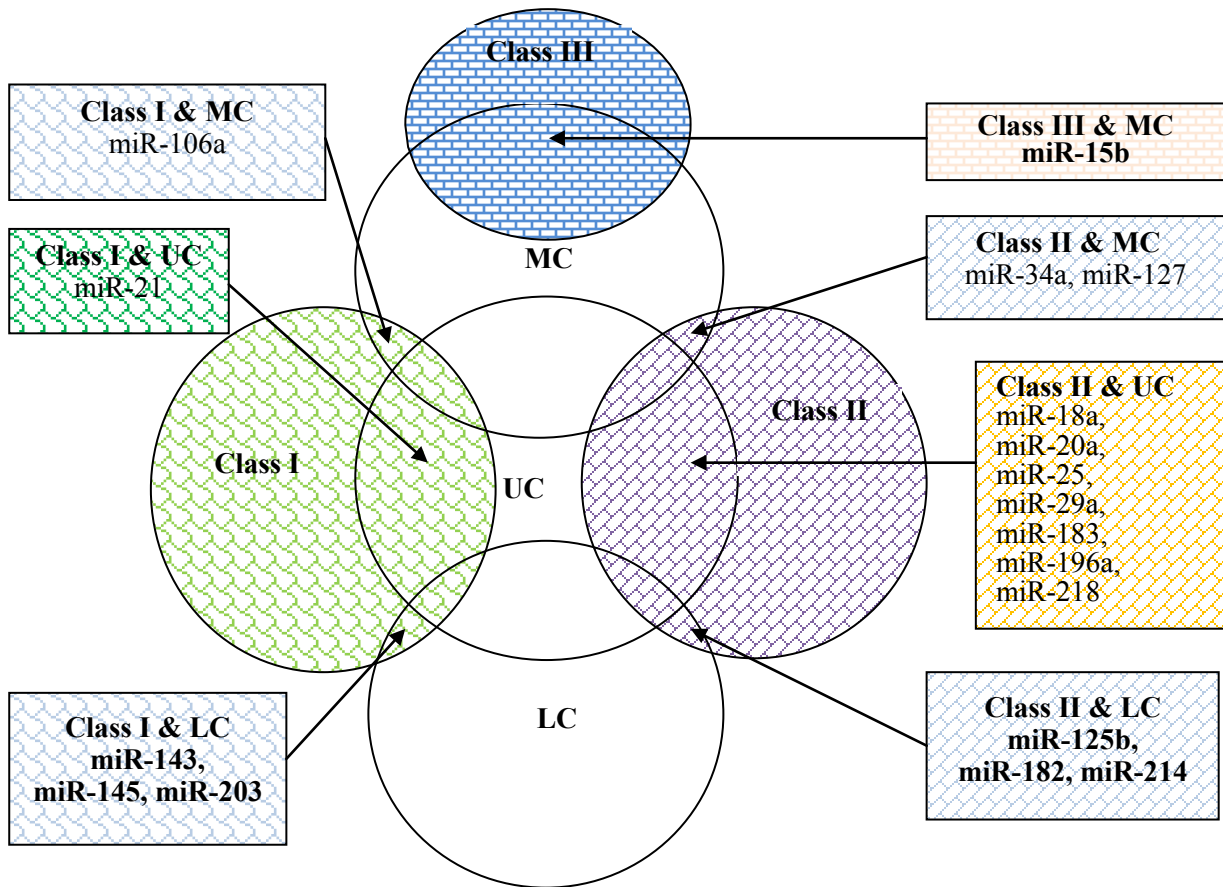 Class III
Class I & MC
miR-106a
Class III & MC
miR-15b
Class I & UC
miR-21
MC
Class II & MC
miR-34a, miR-127
Class I
UC
Class II
Class II & UC
miR-18a,
miR-20a,
miR-25,
miR-29a,
miR-183,
miR-196a,
miR-218
Class I & LC
miR-143,
miR-145, miR-203
LC
Class II & LC
miR-125b,
miR-182, miR-214